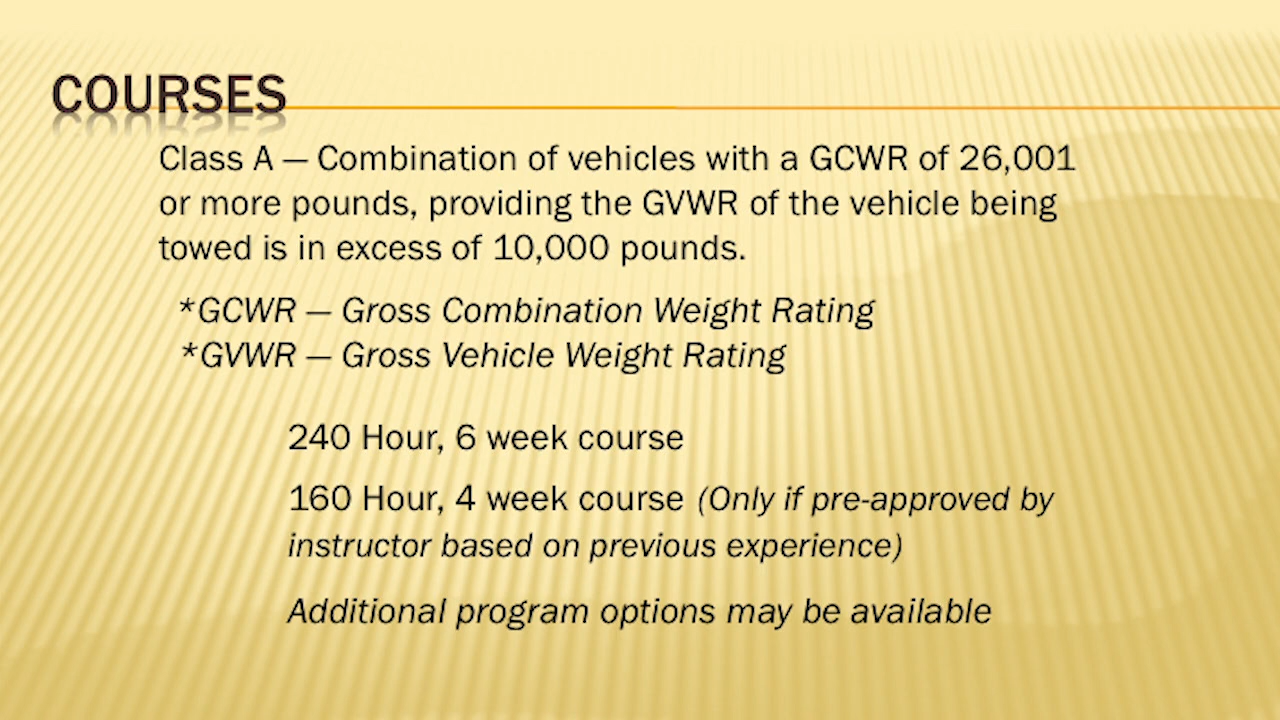 COURSES
Class A — Combination of vehicles with a GCWR of 26,001
or more pounds, providing the GVWR of the vehicle being
towed is in excess of 10,000 pounds.
*GCWR — Gross Combination Weight Rating
*GVWR — Gross Vehicle Weight Rating
240 Hour, 6 week course
160 Hour, 4 week course (Only if pre-approved by
instructor based on previous experience)
Additional program options may be available